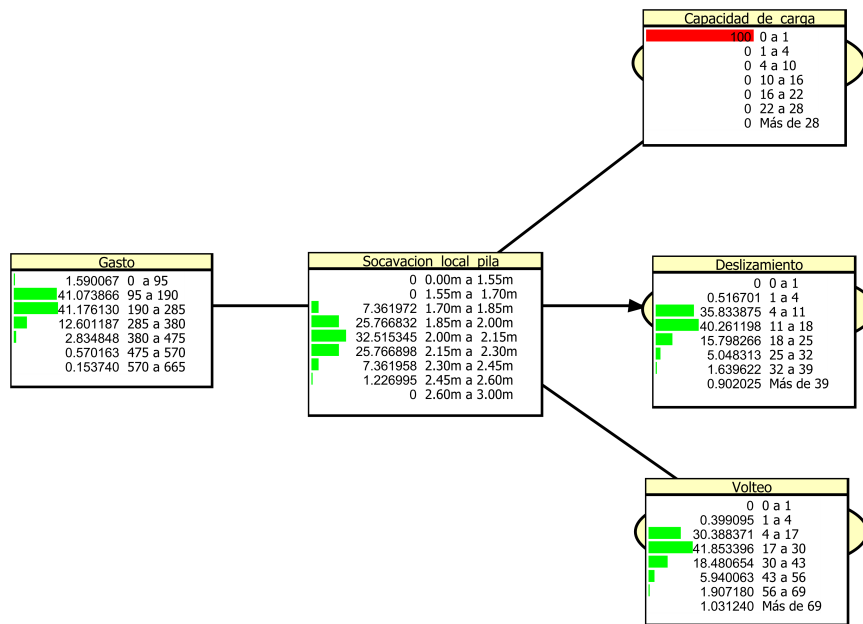 Capacidad de carga
100 0 a 1
0 1 a 4
0 4 a 10
0 10 a 16
0 16 a 22
0 22 a 28
0 Más de 28
Gasto
1.590067 0 a 95
41.073866 95 a 190
41.176130 190 a 285
12.601187 285 a 380
2.834848 380 a 475
0.570163 475 a 570
0.153740 570 a 665
Socavacion local pila
0 0.00m a 1.55m
0 1.55m a 1.70m
7.361972 1.70m a 1.85m
25.766832 1.85m a 2.00m
32.515345 2.00m a 2.15m
25.766898 2.15m a 2.30m
7.361958 2.30m a 2.45m
1.226995 2.45m a 2.60m
0 2.60m a 3.00m
Deslizamiento
0 0 a 1
0.516701 1 a 4
35.833875 4 a 11
40.261198 11 a 18
15.798266 18 a 25
5.048313 25 a 32
1.639622 32 a 39
0.902025 Más de 39
Volteo
0 0 a 1
0.399095 1 a 4
30.388371 4 a 17
41.853396 17 a 30
18.480654 30 a 43
5.940063 43 a 56
1.907180 56 a 69
1.031240 Más de 69